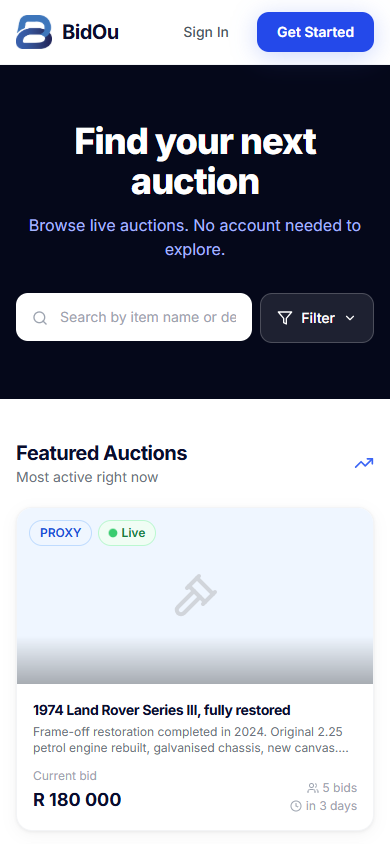 BidOu
Sign In
Get Started
Find your next
auction
Browse live auctions. No account needed to
explore.
Search by item name or de
Filter
Featured Auctions
Most active right now
PROXY
Live
1974 Land Rover Series III, fully restored
Frame-off restoration completed in 2024. Original 2.25
petrol engine rebuilt, galvanised chassis, new canvas....
Current bid
R 180 000
5 bids
in 3 days